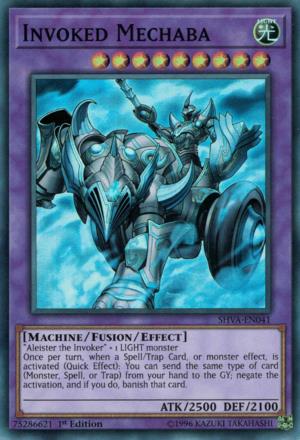 INVOKED MECHABA
LIGHT
光
SHVA-EN041
[MACHINE/FUSION/EFFECT]
"Aleister the Invoker" + 1 LIGHT monster
Once per turn, when a Spell/Trap Card, or monster effect, is
activated (Quick Effect): You can send the same type of card
(Monster, Spell, or Trap) from your hand to the GY; negate
the activation, and if you do, banish that card.
ATK/2500 DEF/2100
75286621 1st Edition ©1996 KAZUKI TAKAHASHI